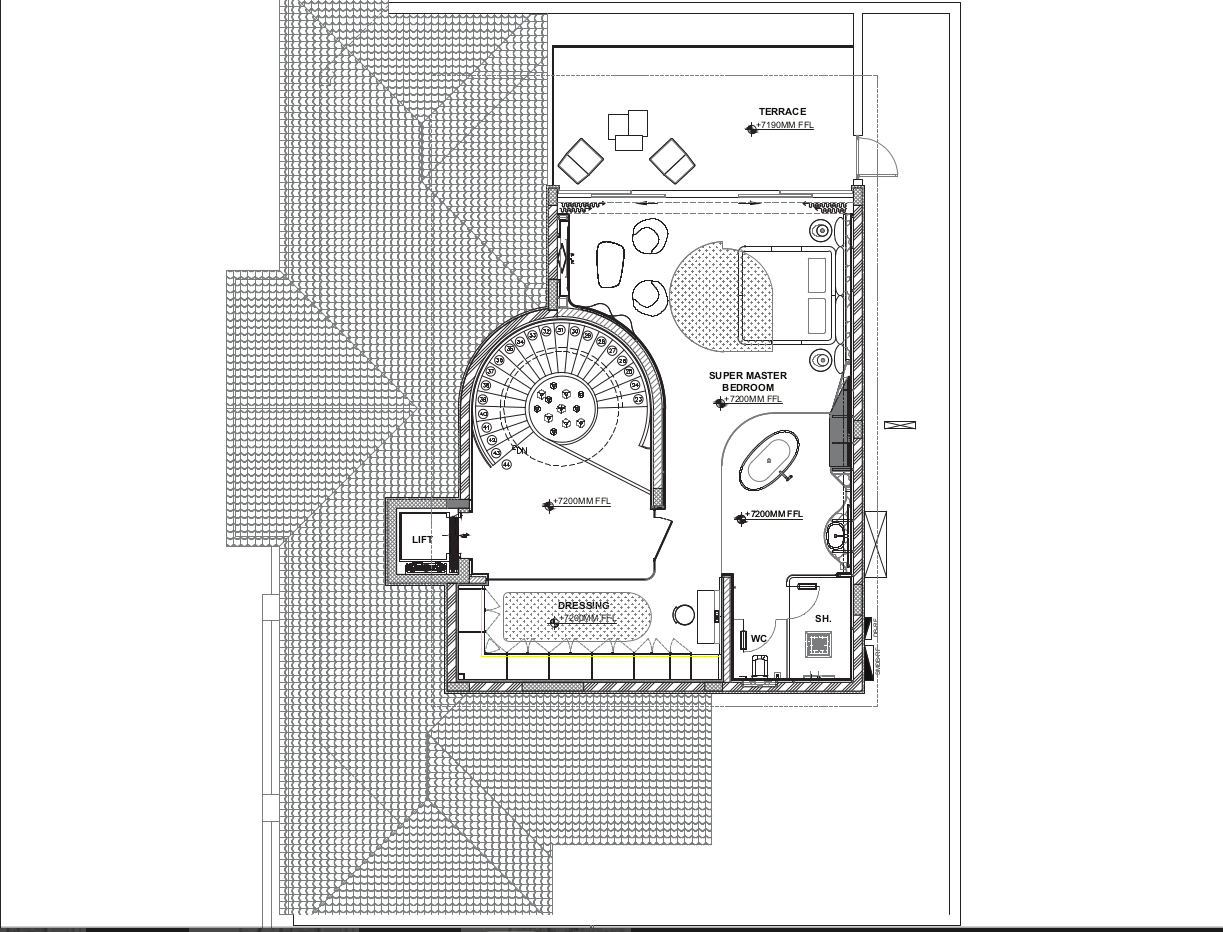 TERRACE
+7190MM FFL
SUPER MASTER
BEDROOM
+7200MM FFL
31
30
32
29
33
28
34
27
35
26
36
25
37
24
38
23
39
40
41
42
43
44
DN
+7200MM FFL
+7200MM FFL
LIFT
DRESSING
+7200MM FFL
WC
SH.